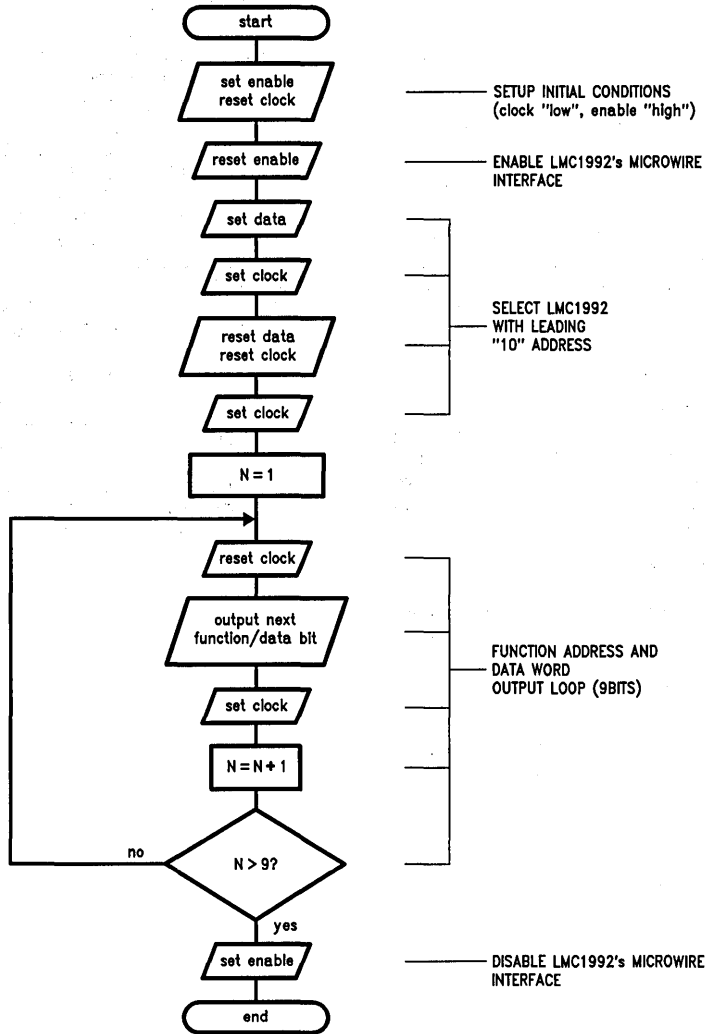 start
set enable
reset clock
SETUP INITIAL CONDITIONS
(clock "low", enable "high")
reset enable
ENABLE LMC1992's MICROWIRE
INTERFACE
set data
set clock
SELECT LMC1992
WITH LEADING
"10" ADDRESS
reset data
reset clock
set clock
N = 1
reset clock
output next
function/data bit
FUNCTION ADDRESS AND
DATA WORD
OUTPUT LOOP (9BITS)
set clock
N = N + 1
no
N > 9?
yes
set enable
DISABLE LMC1992's MICROWIRE
INTERFACE
end